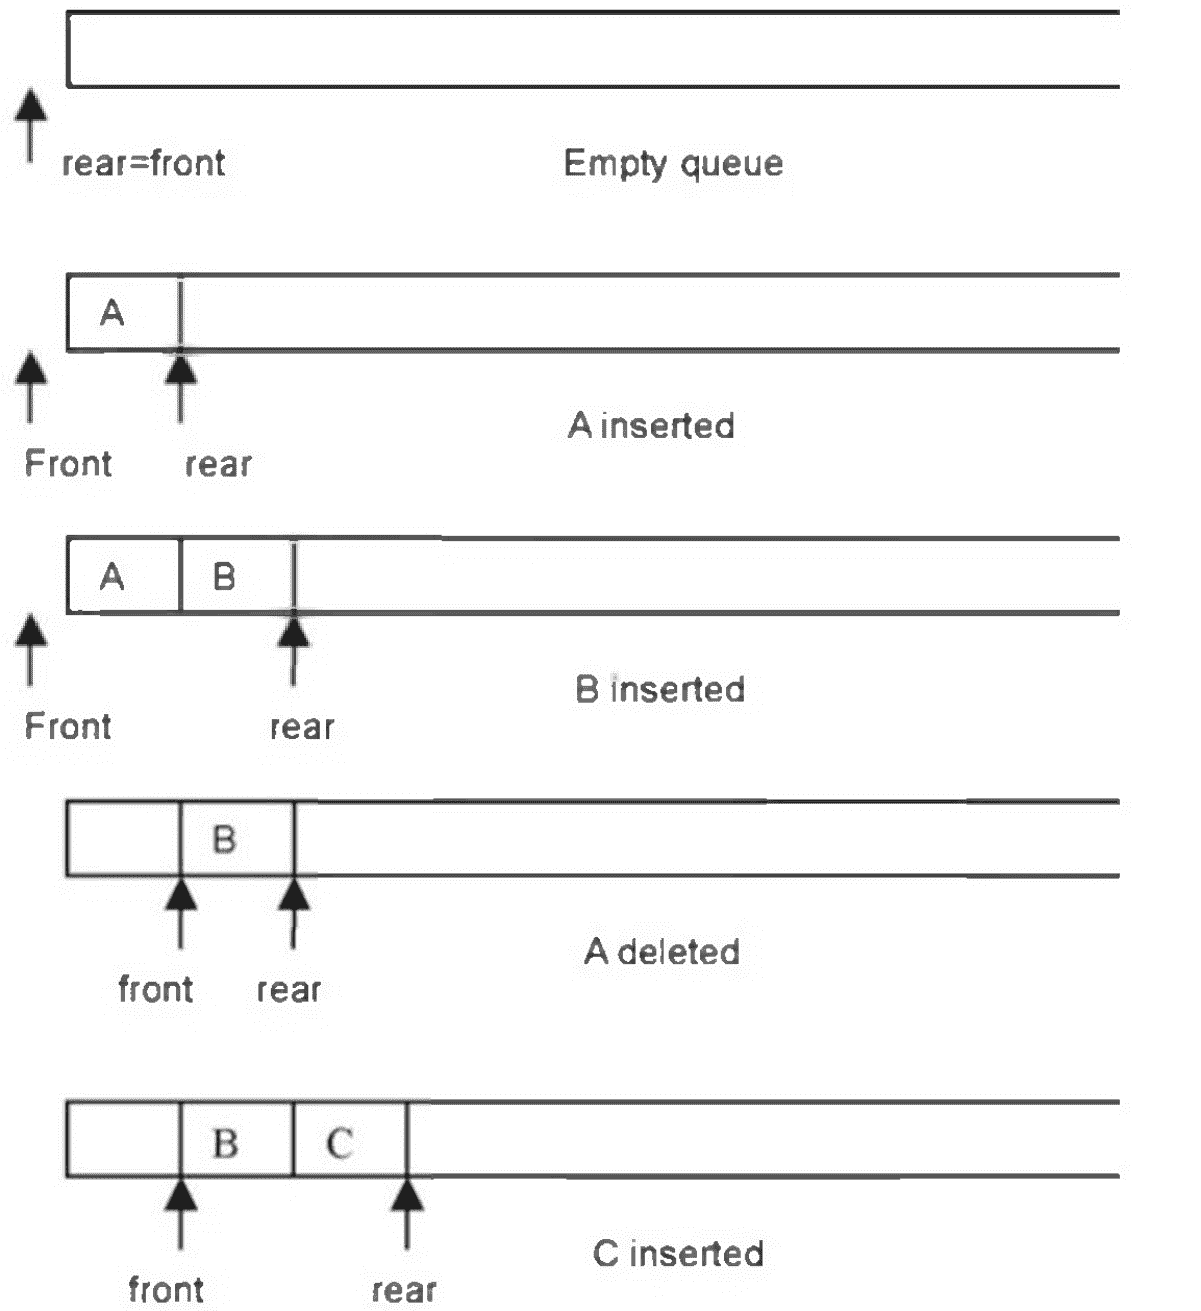 rear=front Empty queue
A
A inserted
Front rear
A B
B inserted
Front rear
B
A deleted
front rear
B C
C inserted
front rear